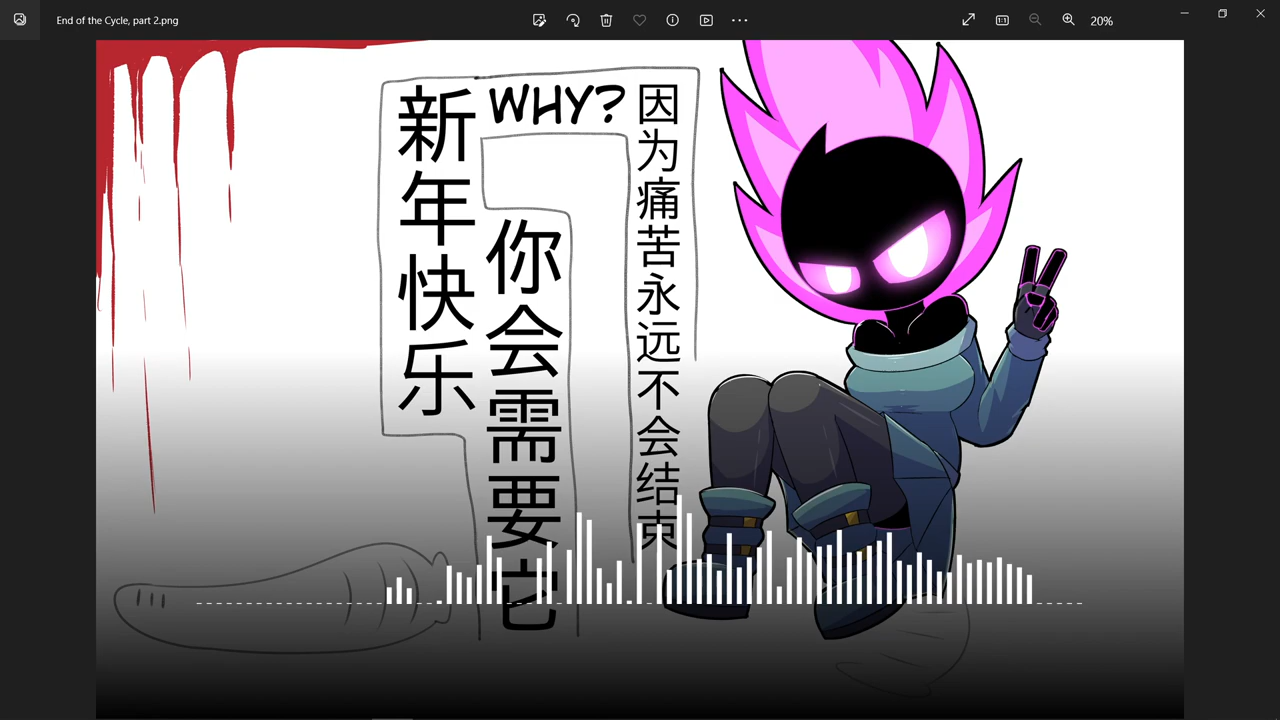 End of the Cycle, part 2.png
20%
新年快乐
WHY?
你会需要它
因为痛苦永远不会结束